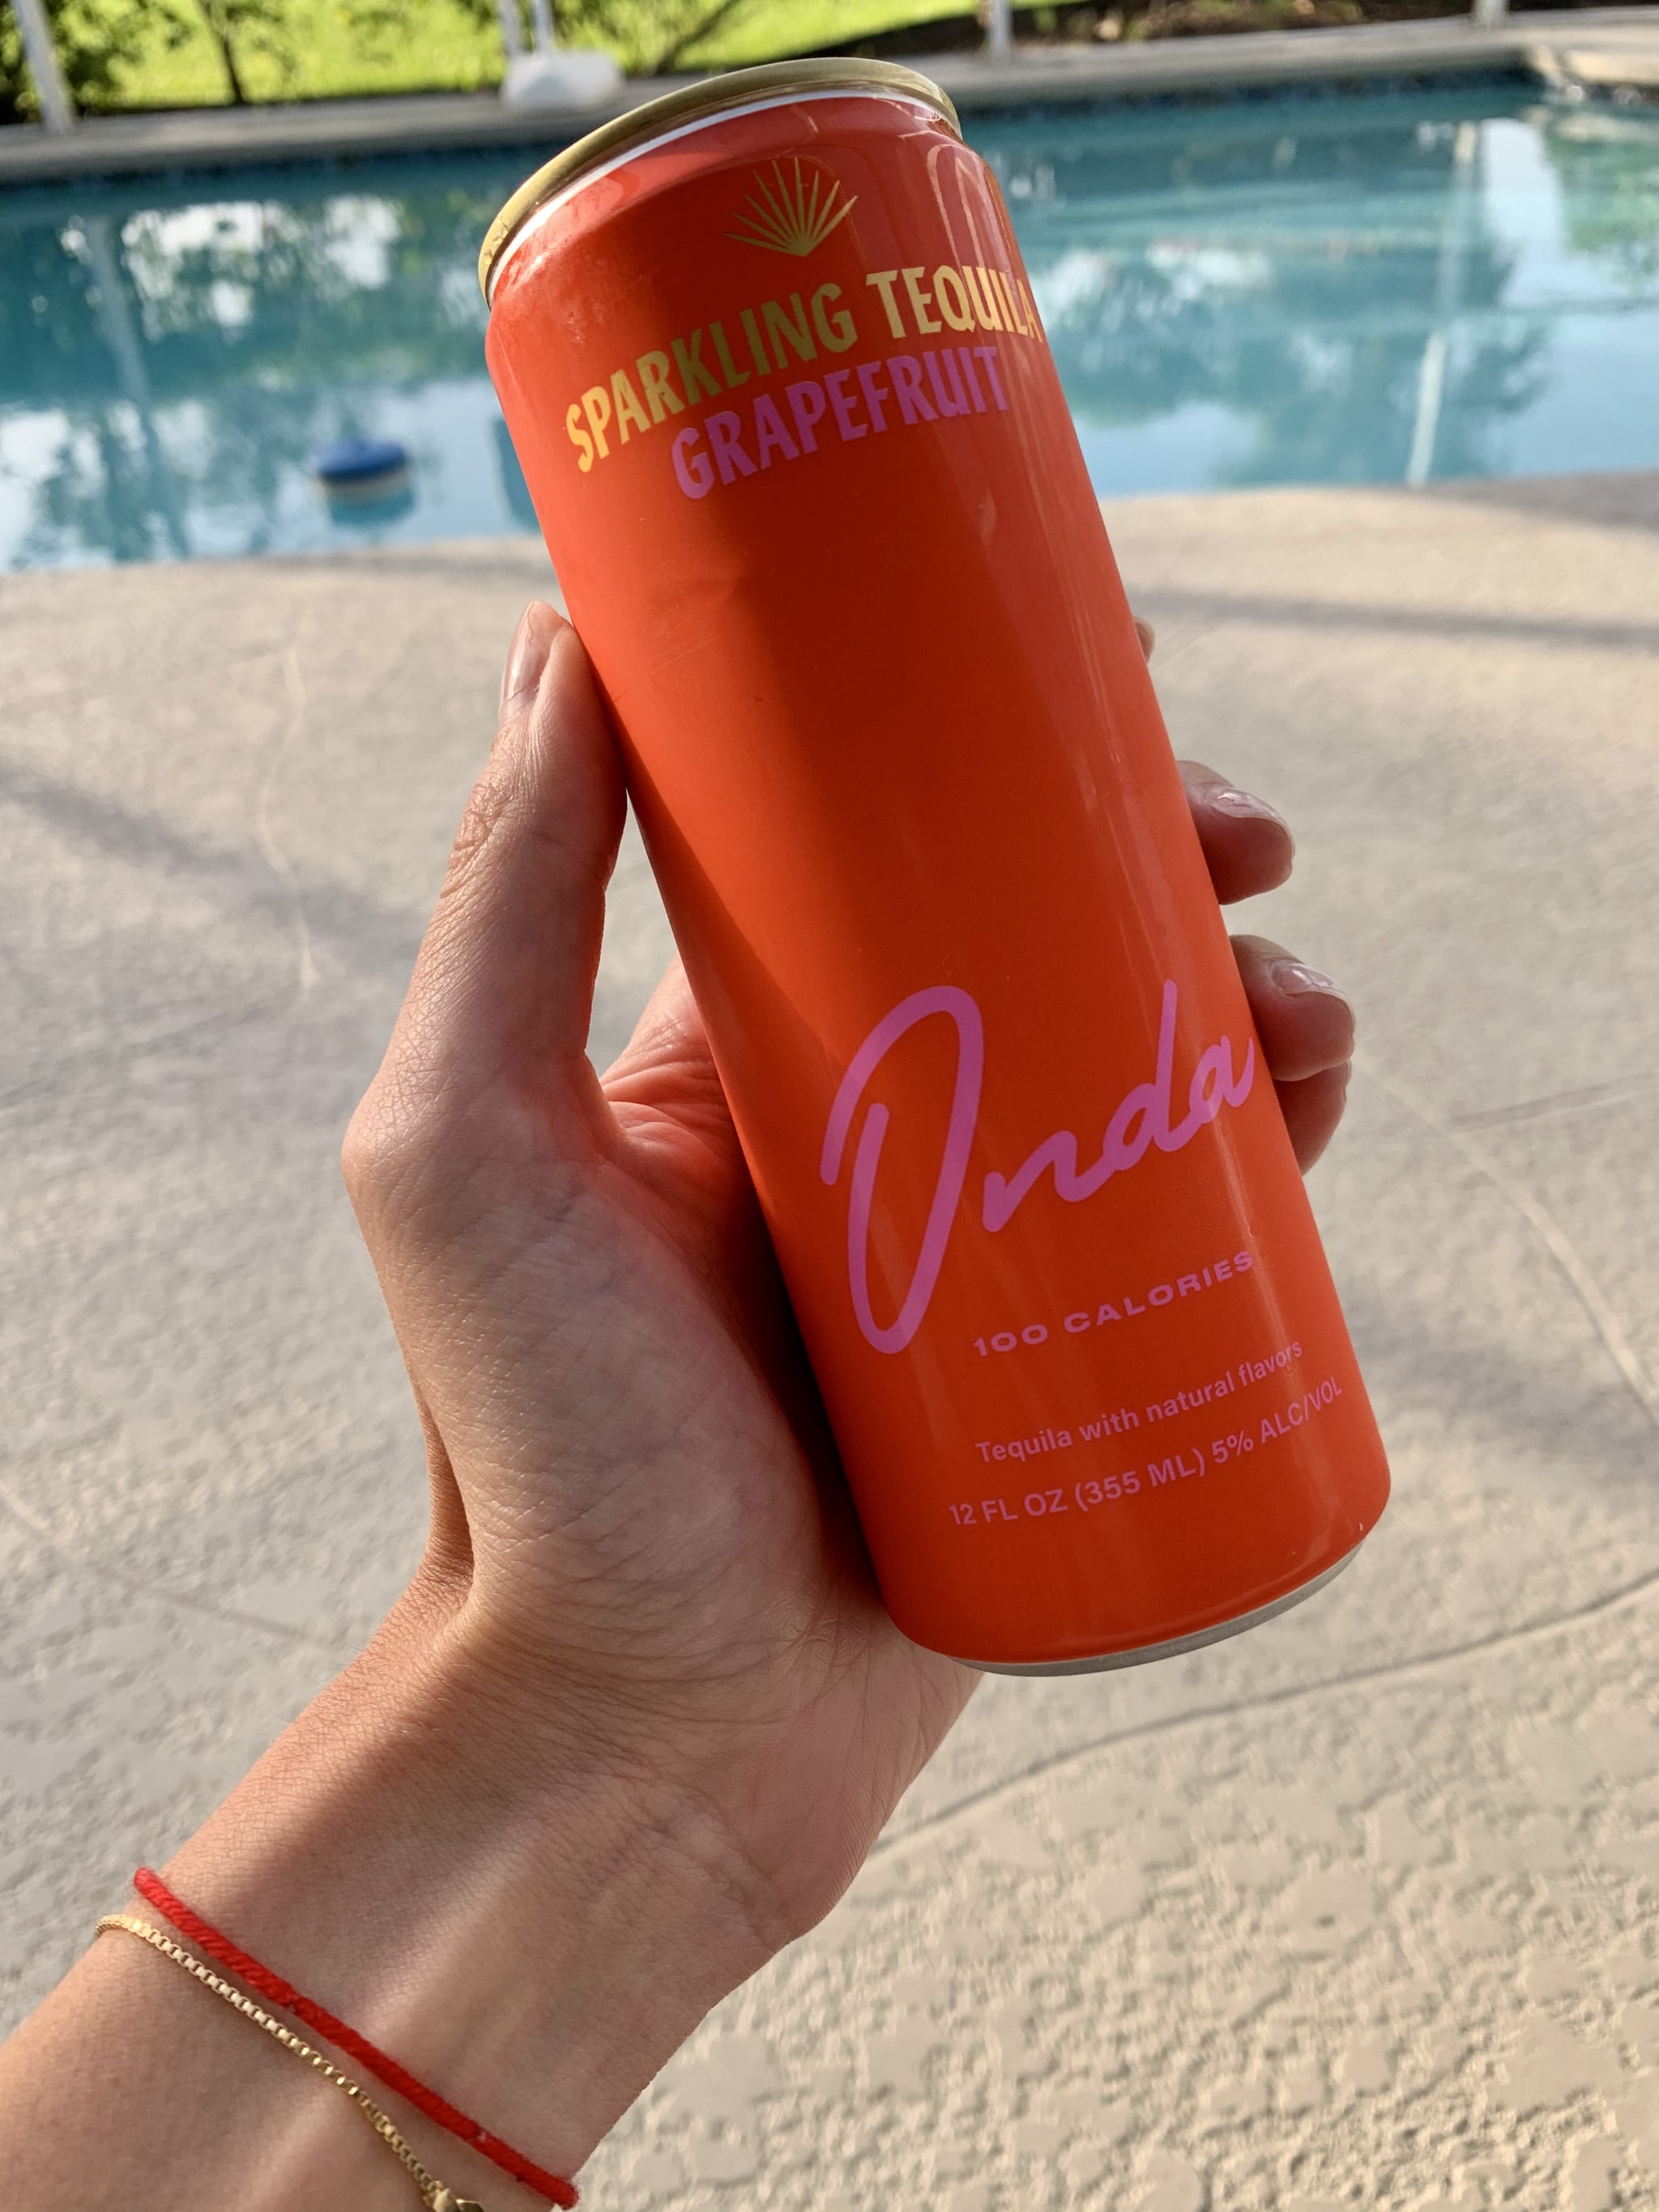 SPARKLING TEQUILA
GRAPEFRUIT
Onda
100 CALORIES
Tequila with natural flavors
12 FL OZ (355 ML) 5% ALC/VOL